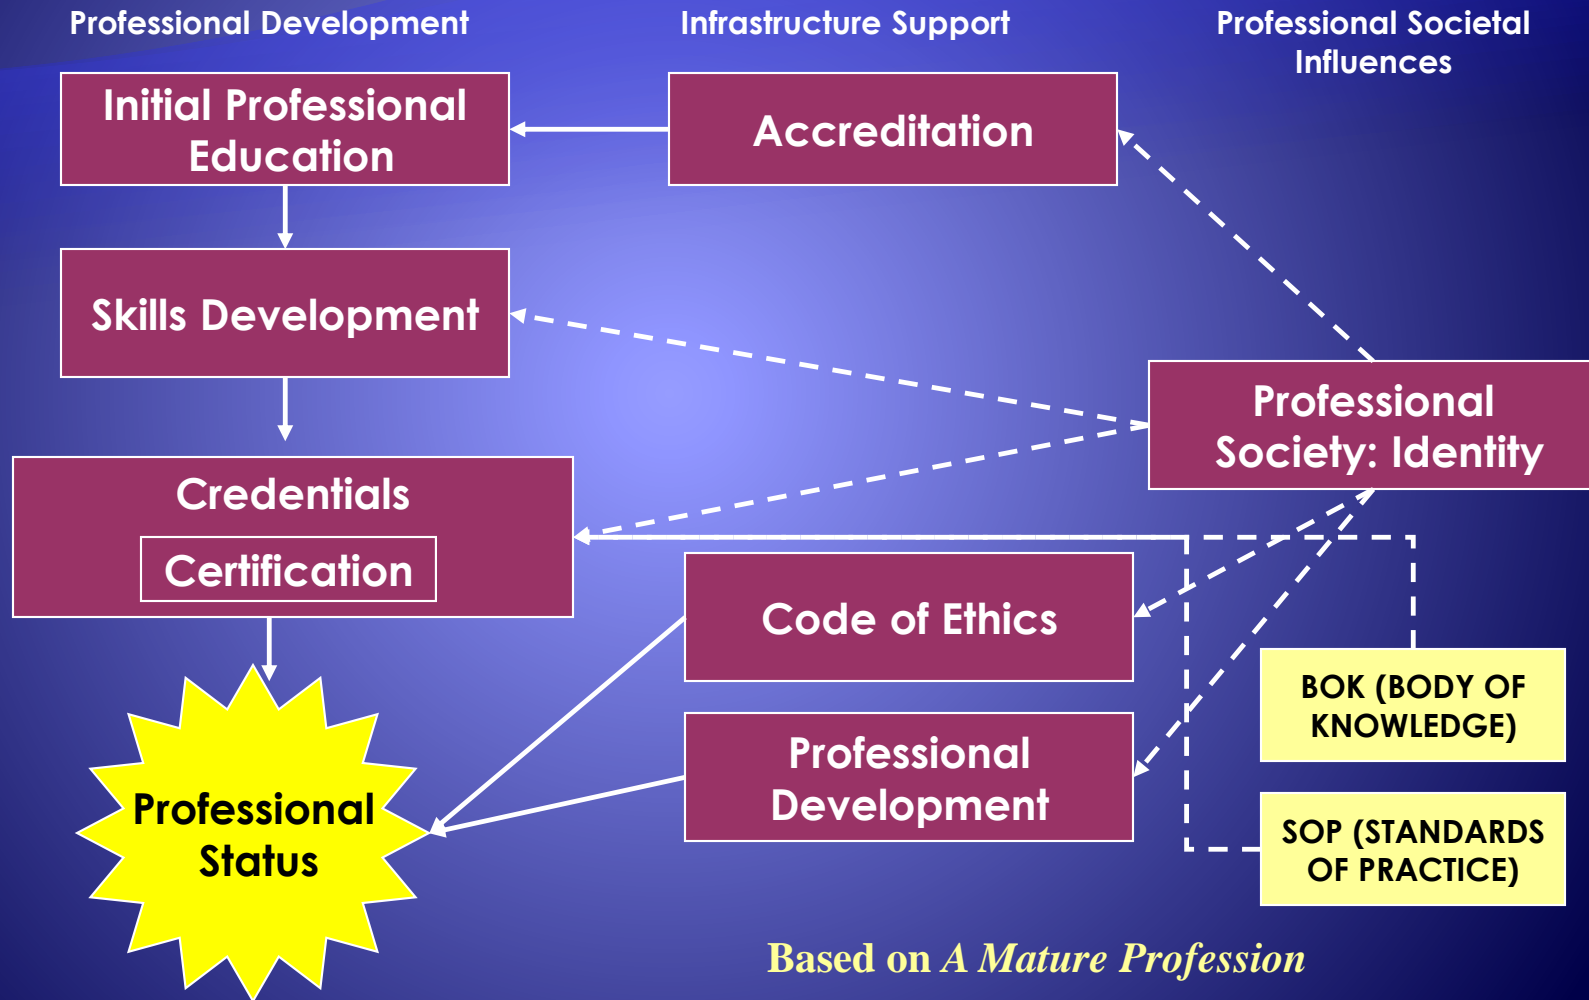 Professional Development
Infrastructure Support
Professional Societal
Influences
Initial Professional
Education
Accreditation
Skills Development
Professional
Society: Identity
Credentials
Certification
Code of Ethics
BOK (BODY OF
KNOWLEDGE)
Professional
Development
Professional
Status
SOP (STANDARDS
OF PRACTICE)
Based on A Mature Profession